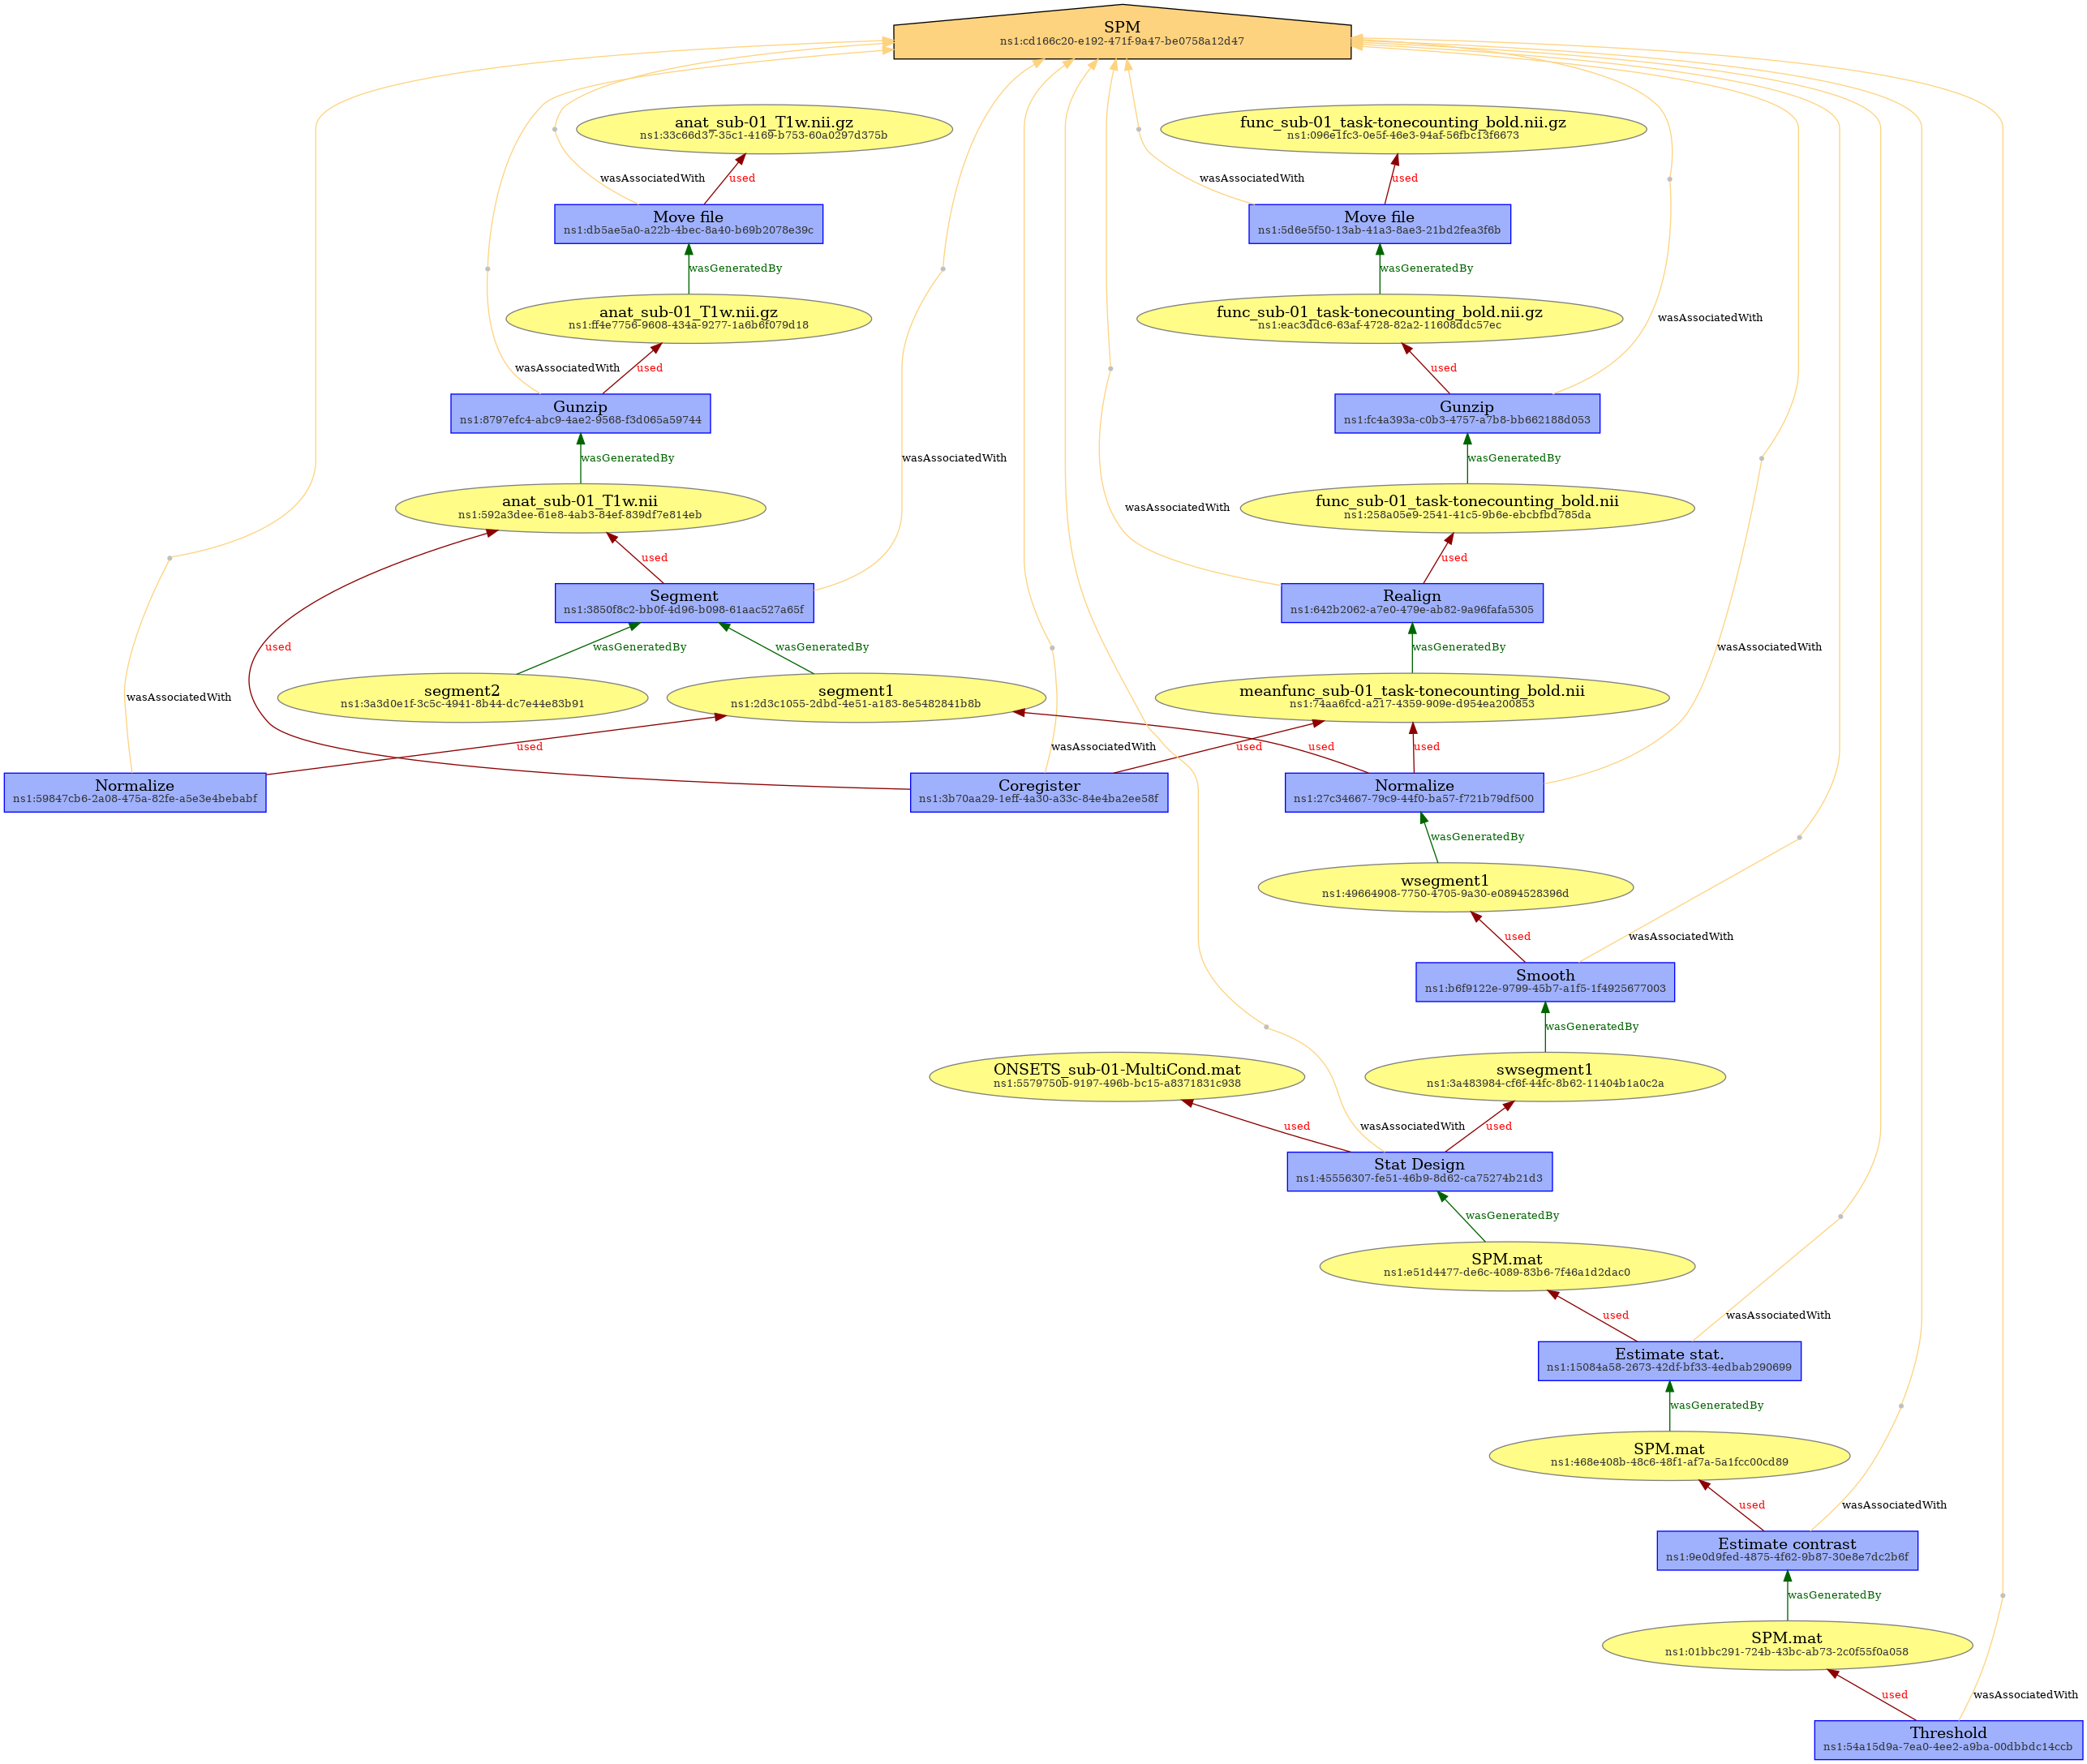 SPM
ns1:cd166c20-e192-471f-9a47-be0758a12d47
anat_sub-01_T1w.nii.gz
ns1:33c66d37-35c1-4169-b753-60a0297d375b
func_sub-01_task-tonecounting_bold.nii.gz
ns1:096e1fc3-0e5f-46e3-94af-56fbc13f6673
wasAssociatedWith
used
wasAssociatedWith
used
Move file
ns1:db5ae5a0-a22b-4bec-8a40-b69b2078e39c
Move file
ns1:5d6e5f50-13ab-41a3-8ae3-21bd2fea3f6b
wasGeneratedBy
wasGeneratedBy
anat_sub-01_T1w.nii.gz
ns1:ff4e7756-9608-434a-9277-1a6b6f079d18
func_sub-01_task-tonecounting_bold.nii.gz
ns1:eac3ddc6-63af-4728-82a2-11608ddc57ec
wasAssociatedWith
wasAssociatedWith
used
used
Gunzip
ns1:8797efc4-abc9-4ae2-9568-f3d065a59744
Gunzip
ns1:fc4a393a-c0b3-4757-a7b8-bb662188d053
wasGeneratedBy
wasAssociatedWith
wasGeneratedBy
anat_sub-01_T1w.nii
ns1:592a3dee-61e8-4ab3-84ef-839df7e814eb
func_sub-01_task-tonecounting_bold.nii
ns1:258a05e9-2541-41c5-9b6e-ebcbfbd785da
wasAssociatedWith
used
used
Segment
ns1:3850f8c2-bb0f-4d96-b098-61aac527a65f
Realign
ns1:642b2062-a7e0-479e-ab82-9a96fafa5305
used
wasGeneratedBy
wasGeneratedBy
wasGeneratedBy
wasAssociatedWith
wasAssociatedWith
segment2
ns1:3a3d0e1f-3c5c-4941-8b44-dc7e44e83b91
segment1
ns1:2d3c1055-2dbd-4e51-a183-8e5482841b8b
meanfunc_sub-01_task-tonecounting_bold.nii
ns1:74aa6fcd-a217-4359-909e-d954ea200853
used
wasAssociatedWith
used
used
used
Normalize
ns1:59847cb6-2a08-475a-82fe-a5e3e4bebabf
Coregister
ns1:3b70aa29-1eff-4a30-a33c-84e4ba2ee58f
Normalize
ns1:27c34667-79c9-44f0-ba57-f721b79df500
wasGeneratedBy
wsegment1
ns1:49664908-7750-4705-9a30-e0894528396d
used
wasAssociatedWith
Smooth
ns1:b6f9122e-9799-45b7-a1f5-1f4925677003
wasGeneratedBy
ONSETS_sub-01-MultiCond.mat
ns1:5579750b-9197-496b-bc15-a8371831c938
swsegment1
ns1:3a483984-cf6f-44fc-8b62-11404b1a0c2a
used
wasAssociatedWith
used
Stat Design
ns1:45556307-fe51-46b9-8d62-ca75274b21d3
wasGeneratedBy
SPM.mat
ns1:e51d4477-de6c-4089-83b6-7f46a1d2dac0
used
wasAssociatedWith
Estimate stat.
ns1:15084a58-2673-42df-bf33-4edbab290699
wasGeneratedBy
SPM.mat
ns1:468e408b-48c6-48f1-af7a-5a1fcc00cd89
used
wasAssociatedWith
Estimate contrast
ns1:9e0d9fed-4875-4f62-9b87-30e8e7dc2b6f
wasGeneratedBy
SPM.mat
ns1:01bbc291-724b-43bc-ab73-2c0f55f0a058
used
wasAssociatedWith
Threshold
ns1:54a15d9a-7ea0-4ee2-a9ba-00dbbdc14ccb